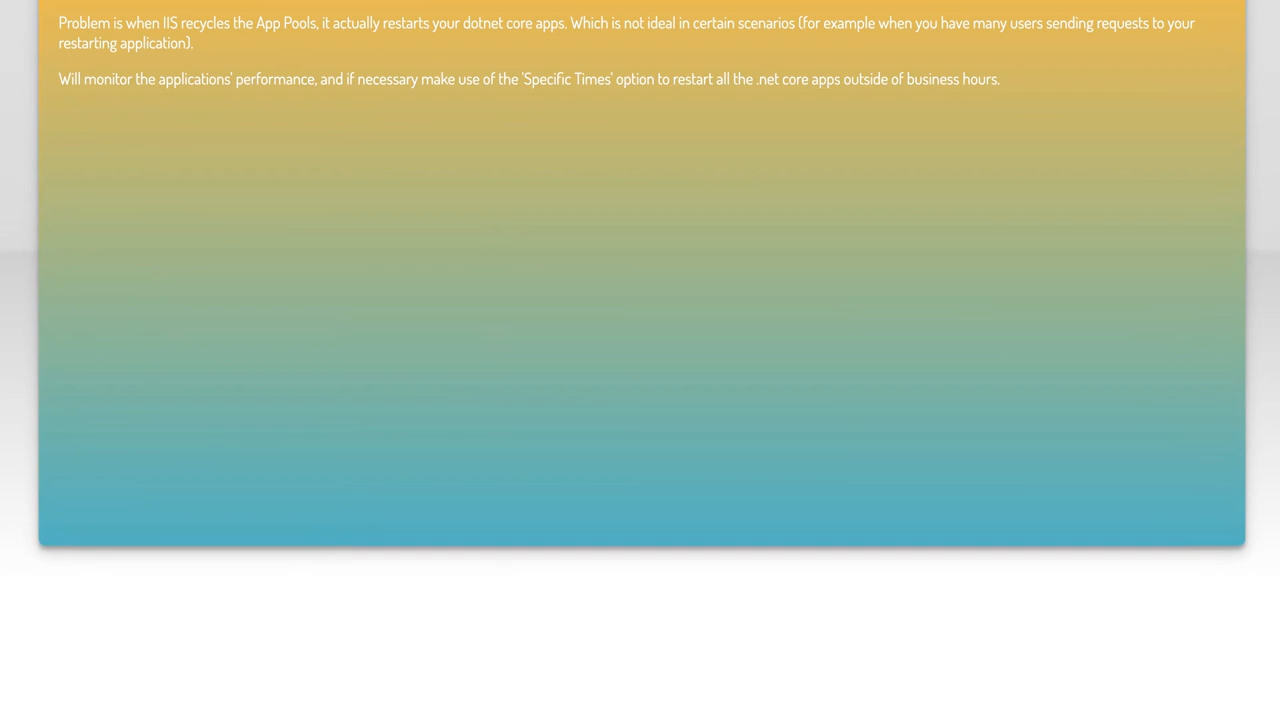 Problem is when IIS recycles the App Pools, it actually restarts your dotnet core apps. Which is not ideal in certain scenarios (for example when you have many users sending requests to your
restarting application).
Will monitor the applications' performance, and if necessary make use of the 'Specific Times' option to restart all the .net core apps outside of business hours.